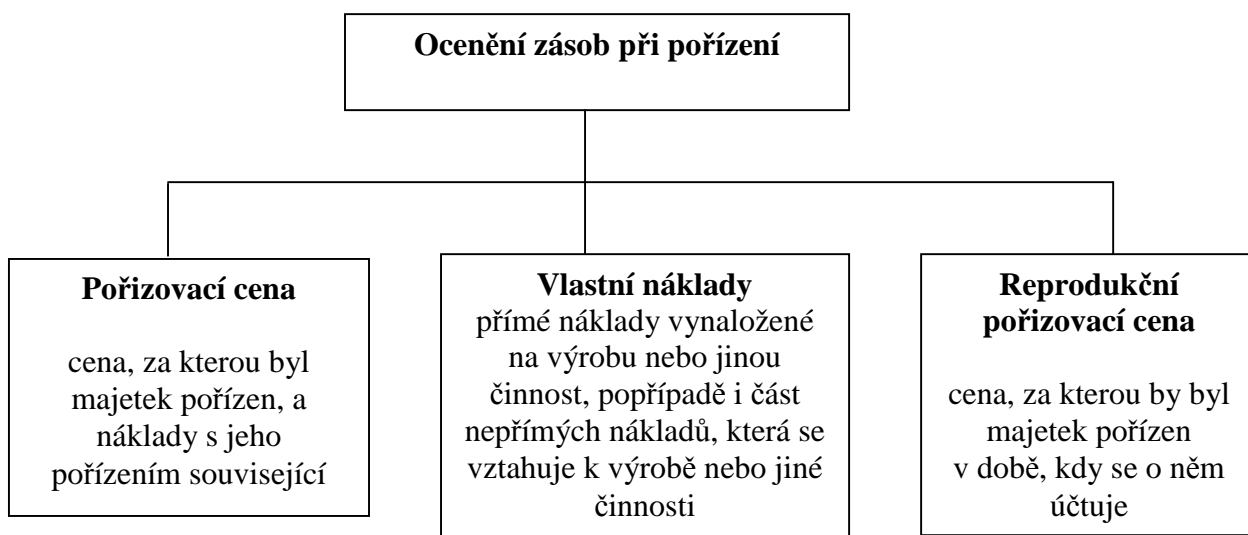 Ocenění zásob při pořízení
Pořizovací cena
cena, za kterou byl
majetek pořízen, a
náklady s jeho
pořízením související
Vlastní náklady
přímé náklady vynaložené
na výrobu nebo jinou
činnost, popřípadě i část
nepřímých nákladů, která se
vztahuje k výrobě nebo jiné
činnosti
Reprodukční
pořizovací cena
cena, za kterou by byl
majetek pořízen
v době, kdy se o něm
účtuje